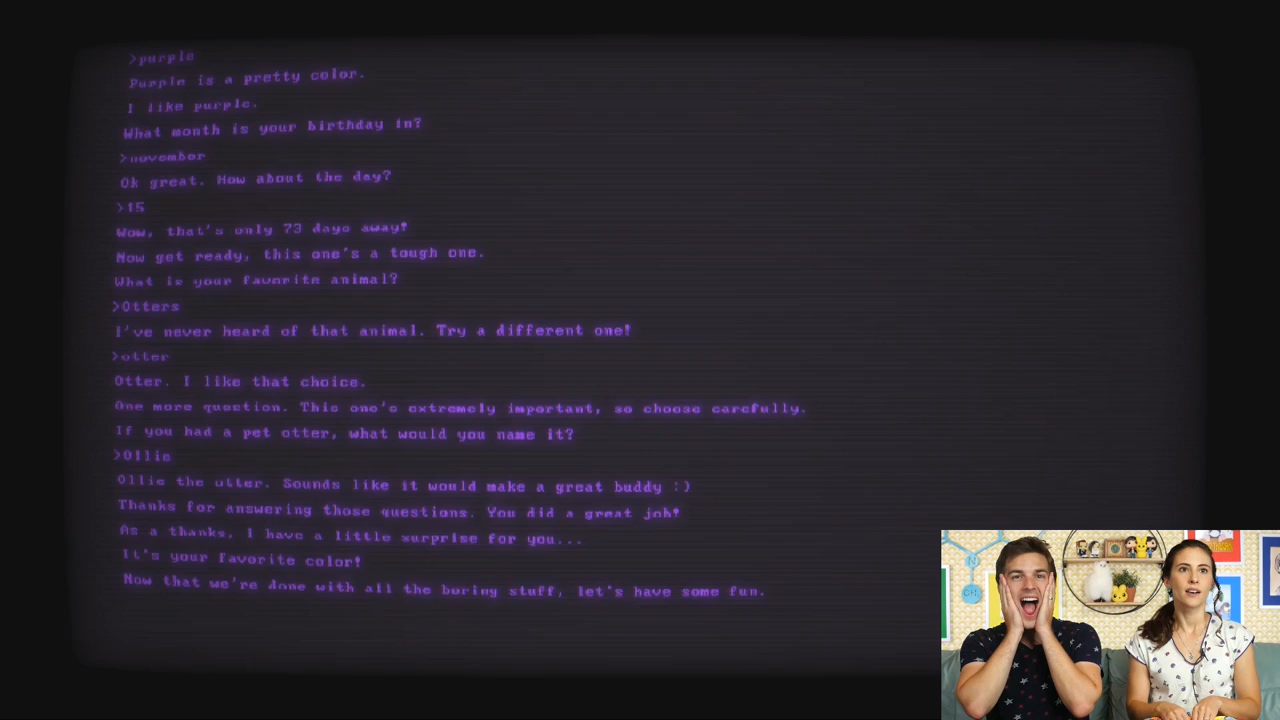 >purple
Purple is a pretty color.
I like purple.
What month is your birthday in?
>november
Ok great. How about the day?
>15
Wow, that's only 73 days away!
Now get ready, this one's a tough one.
What is your favorite animal?
>Otters
I've never heard of that animal. Try a different one!
>otter
Otter. I like that choice.
One more question. This one's extremely important, so choose carefully.
If you had a pet otter, what would you name it?
>Ollie
Ollie the otter. Sounds like it would make a great buddy :)
Thanks for answering those questions. You did a great job!
As a thanks, I have a little surprise for you...
It's your favorite color!
Now that we're done with all the boring stuff, let's have some fun.
N
OH